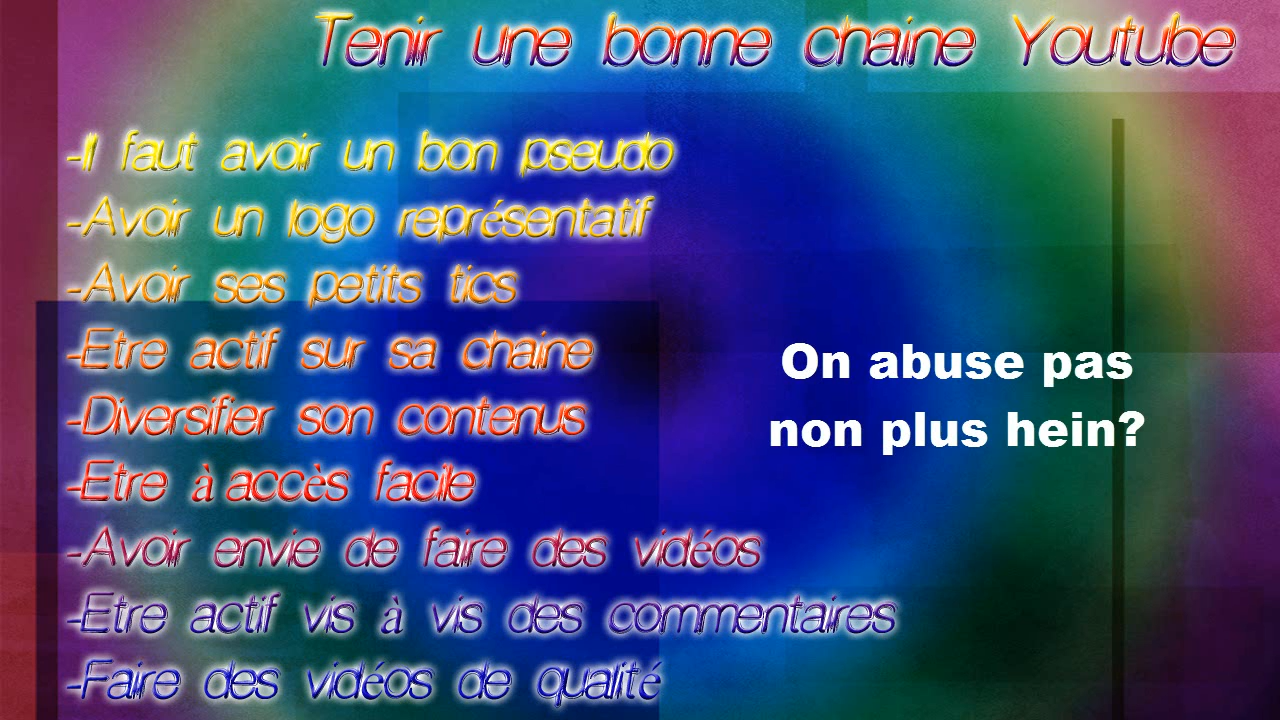 Tenir une bonne chaine Youtube
-Il faut avoir un bon pseudo
-Avoir un logo représentatif
-Avoir ses petits tics
-Etre actif sur sa chaine
-Diversifier son contenus
-Etre à accès facile
-Avoir envie de faire des vidéos
-Etre actif vis à vis des commentaires
-Faire des vidéos de qualité
On abuse pas
non plus hein?